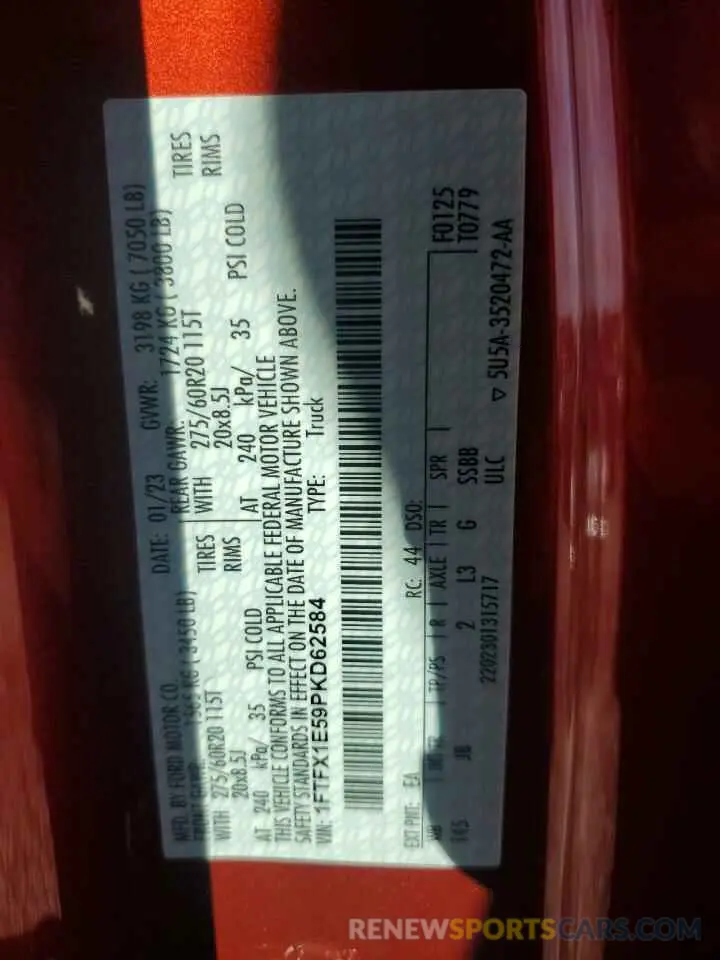 MFD. BY FORD MOTOR CO.
DATE: 01/23 GVWR: 3198 KG ( 7050 LB)
FRONT GAWR: 1565 KG ( 3450 LB) REAR GAWR: 1724 KG ( 3800 LB)
WITH 275/60R20 115T TIRES WITH 275/60R20 115T TIRES
20x8.5J RIMS 20x8.5J RIMS
AT 240 kPa/ 35 PSI COLD AT 240 kPa/ 35 PSI COLD
THIS VEHICLE CONFORMS TO ALL APPLICABLE FEDERAL MOTOR VEHICLE
SAFETY STANDARDS IN EFFECT ON THE DATE OF MANUFACTURE SHOWN ABOVE.
VIN: 1FTFX1E59PKD62584 TYPE: Truck
EXT PNT: EA RC: 44 DSO: F0125
WB TP/PS R AXLE TR SPR T0779
145 JB 2 L3 G SSBB
2202301315717 ULC ▽ 5U5A-3520472-AA
RENEWSPORTSCARS.COM